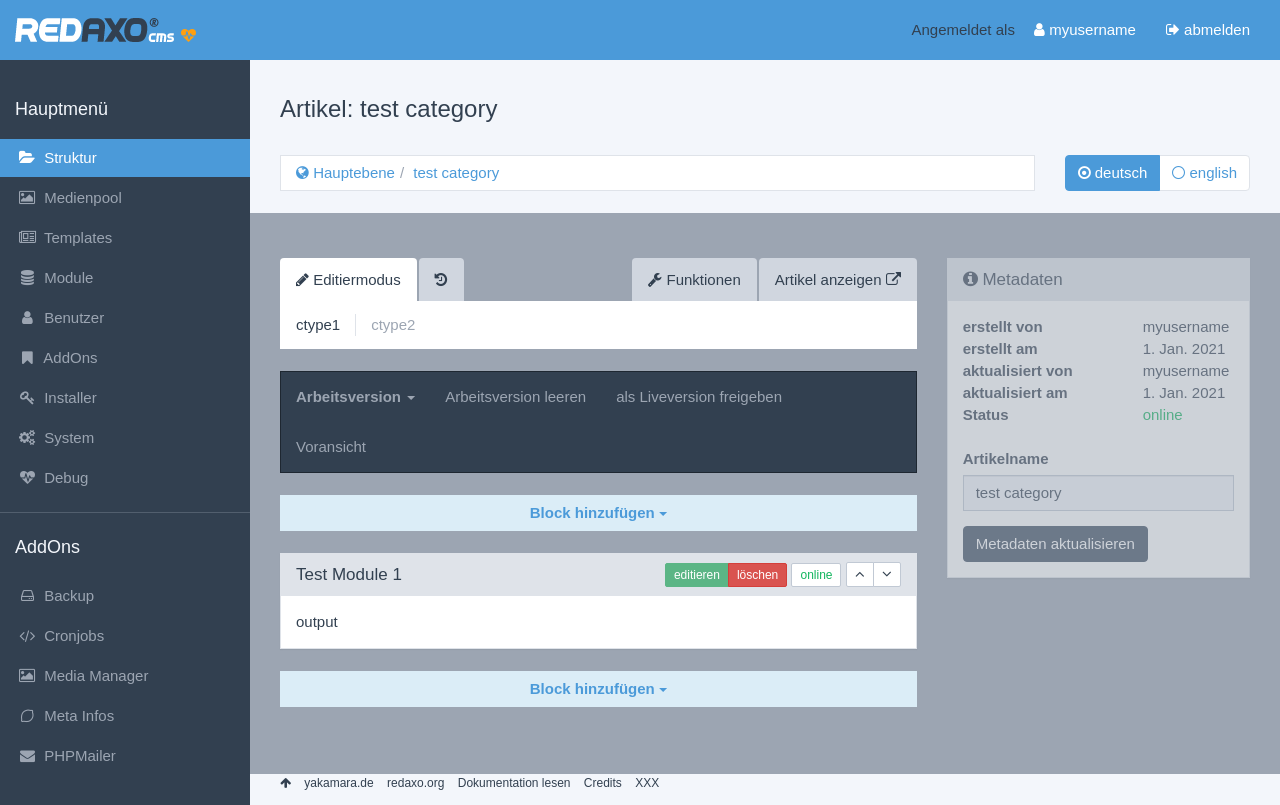 REDAXO® cms
Angemeldet als myusername abmelden
Hauptmenü
Struktur
Medienpool
Templates
Module
Benutzer
AddOns
Installer
System
Debug
AddOns
Backup
Cronjobs
Media Manager
Meta Infos
PHPMailer
Artikel: test category
Hauptebene / test category
deutsch english
Editiermodus
Funktionen Artikel anzeigen
ctype1 ctype2
Arbeitsversion Arbeitsversion leeren als Liveversion freigeben
Voransicht
Block hinzufügen
Test Module 1 editieren löschen online
output
Block hinzufügen
Metadaten
erstellt von myusername
erstellt am 1. Jan. 2021
aktualisiert von myusername
aktualisiert am 1. Jan. 2021
Status online
Artikelname
test category
Metadaten aktualisieren
yakamara.de redaxo.org Dokumentation lesen Credits XXX